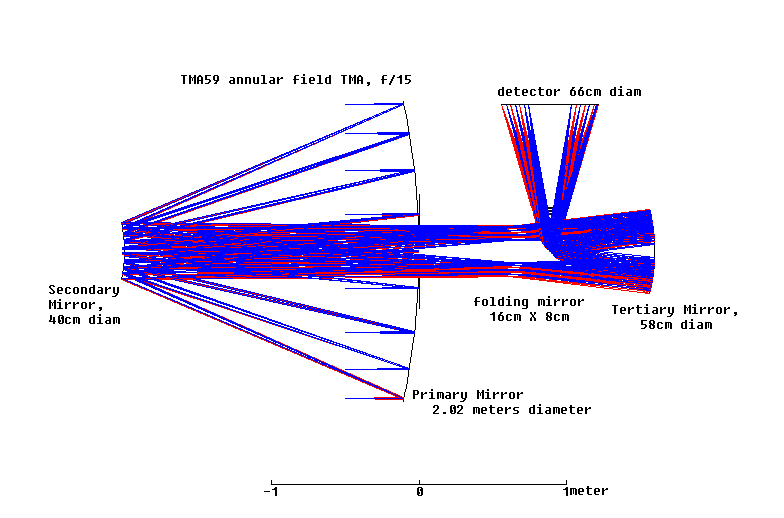 TMA59 annular field TMA, f/15
detector 66cm diam
Secondary
Mirror,
40cm diam
folding mirror
16cm X 8cm
Tertiary Mirror,
58cm diam
Primary Mirror
2.02 meters diameter
-1 0 1meter